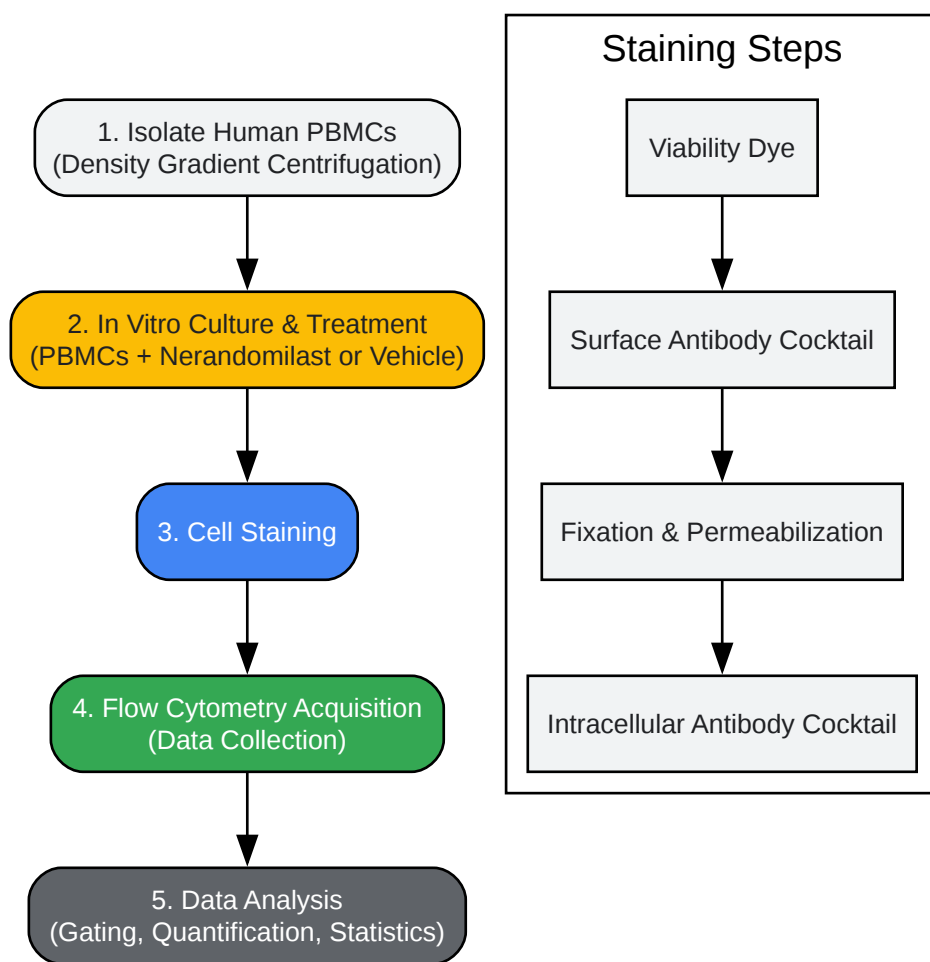 1. Isolate Human PBMCs
(Density Gradient Centrifugation)
2. In Vitro Culture & Treatment
(PBMCs + Nerandomilast or Vehicle)
3. Cell Staining
4. Flow Cytometry Acquisition
(Data Collection)
5. Data Analysis
(Gating, Quantification, Statistics)
Staining Steps
Viability Dye
Surface Antibody Cocktail
Fixation & Permeabilization
Intracellular Antibody Cocktail